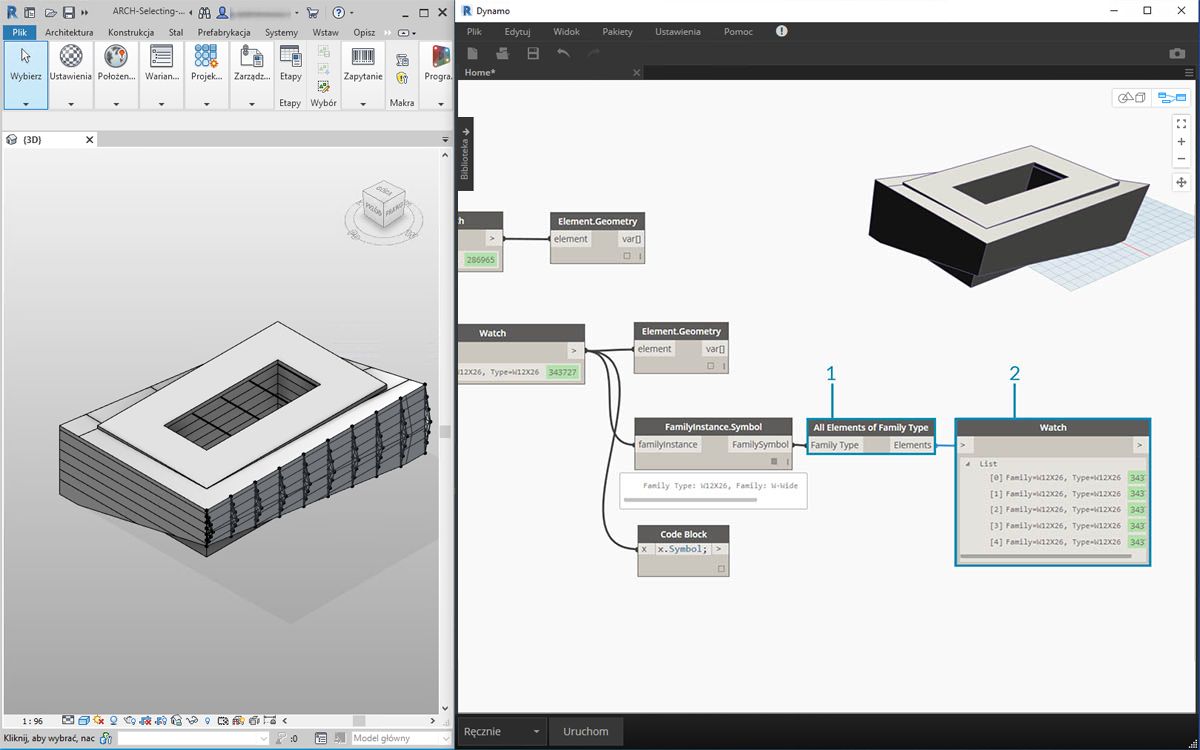 ARCH-Selecting-...
Plik Architektura Konstrukcja Stal Prefabrykacja Systemy Wstaw Opisz
Wybierz Ustawienia Położen... Warian... Projek... Zarządz... Etapy Zapytanie Progra
Etapy Wybór Makra
{3D}
1 : 96
Kliknij, aby wybrać, nac :0 Model główny
Dynamo
Plik Edytuj Widok Pakiety Ustawienia Pomoc
Home*
Biblioteka
h
>
286965
Element.Geometry
element var[]
Watch
>
W12X26, Type=W12X26 343727
Element.Geometry
element var[]
FamilyInstance.Symbol
familyInstance FamilySymbol
Family Type: W12X26, Family: W-Wide
Code Block
x x.Symbol; >
1
All Elements of Family Type
Family Type Elements
2
Watch
> >
List
[0] Family=W12X26, Type=W12X26 343
[1] Family=W12X26, Type=W12X26 343
[2] Family=W12X26, Type=W12X26 343
[3] Family=W12X26, Type=W12X26 343
[4] Family=W12X26, Type=W12X26 343
Ręcznie Uruchom